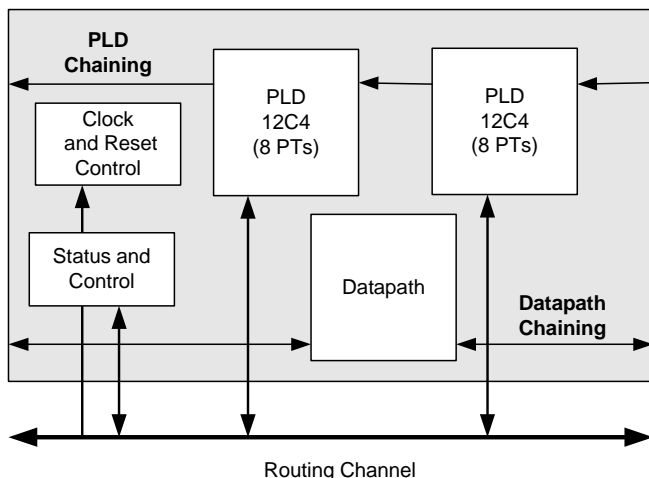 PLD
Chaining
PLD
12C4
(8 PTs)
PLD
12C4
(8 PTs)
Clock
and Reset
Control
Status and
Control
Datapath
Datapath
Chaining
Routing Channel